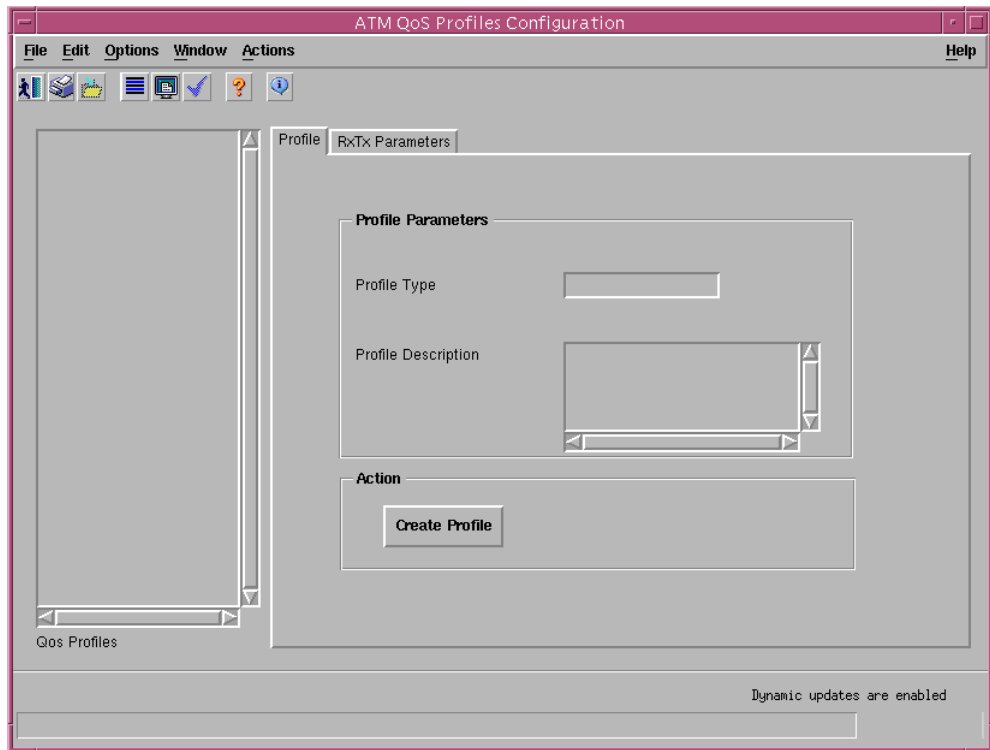 ATM QoS Profiles Configuration
File Edit Options Window Actions Help
Profile RxTx Parameters
Profile Parameters
Profile Type
Profile Description
Action
Create Profile
Qos Profiles
Dynamic updates are enabled